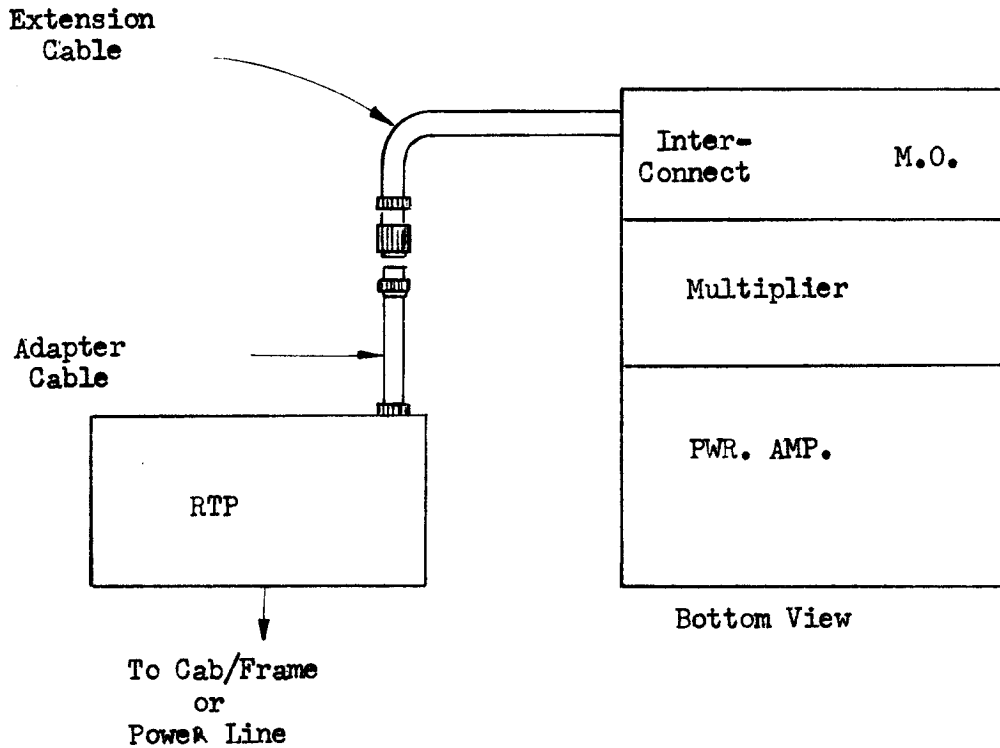 Extension
Cable
Inter-
Connect
M.O.
Multiplier
Adapter
Cable
PWR. AMP.
RTP
Bottom View
To Cab/Frame
or
Power Line